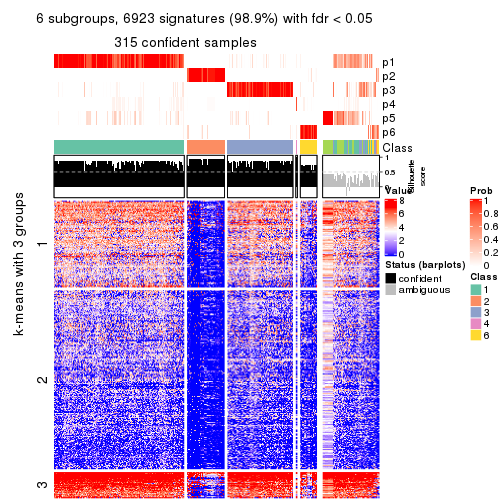 6 subgroups, 6923 signatures (98.9%) with fdr < 0.05
315 confident samples
p1
p2
p3
p4
p5
p6
Class
1
0.5
0
Silhouette
score
k-means with 3 groups
1
2
3
Value
8
6
4
2
0
Status (barplots)
confident
ambiguous
Prob
1
0.8
0.6
0.4
0.2
0
Class
1
2
3
4
6